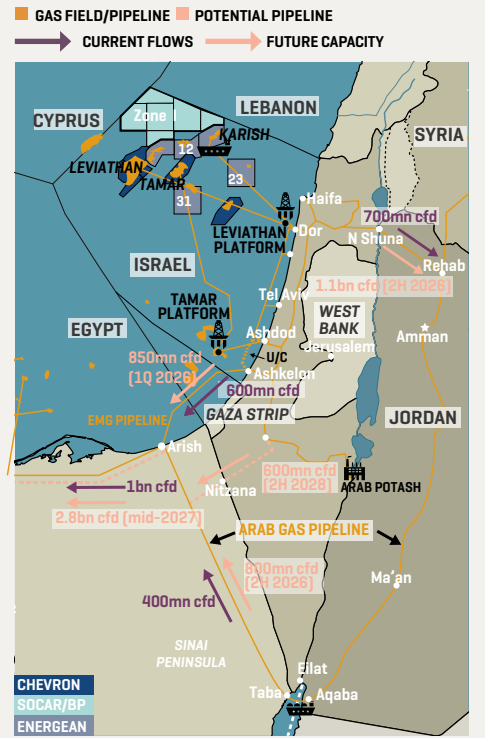 GAS FIELD/PIPELINE POTENTIAL PIPELINE
CURRENT FLOWS FUTURE CAPACITY
CYPRUS
Zone I
LEBANON
KARISH
SYRIA
12
LEVIATHAN
TAMAR
23
31
Haifa
700mn cfd
LEVIATHAN
PLATFORM
Dor
N Shuna
Rehab
ISRAEL
1.1bn cfd (2H 2026)
TAMAR
PLATFORM
Tel Aviv
WEST
BANK
EGYPT
Ashdod
Amman
Jerusalem
850mn cfd
(1Q 2026)
U/C
Ashkelon
600mn cfd
EMG PIPELINE
GAZA STRIP
JORDAN
Arish
600mn cfd
(2H 2028)
1bn cfd
Nitzana
ARAB POTASH
2.8bn cfd (mid-2027)
ARAB GAS PIPELINE
800mn cfd
(2H 2026)
Ma'an
400mn cfd
SINAI
PENINSULA
Eilat
Taba
Aqaba
CHEVRON
SOCAR/BP
ENERGEAN